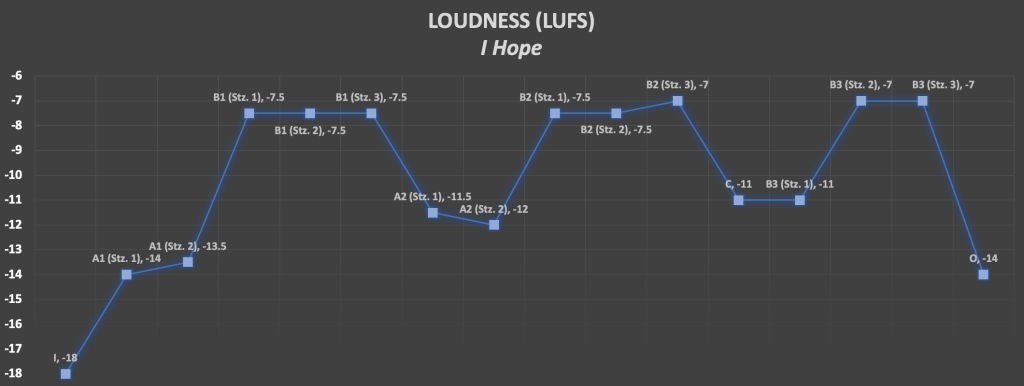 LOUDNESS (LUFS)
I Hope
-6
-7
-8
-9
-10
-11
-12
-13
-14
-15
-16
-17
-18
I, -18
A1 (Stz. 1), -14
A1 (Stz. 2), -13.5
B1 (Stz. 1), -7.5
B1 (Stz. 2), -7.5
B1 (Stz. 3), -7.5
A2 (Stz. 1), -11.5
A2 (Stz. 2), -12
B2 (Stz. 1), -7.5
B2 (Stz. 2), -7.5
B2 (Stz. 3), -7
C, -11
B3 (Stz. 1), -11
B3 (Stz. 2), -7
B3 (Stz. 3), -7
O, -14